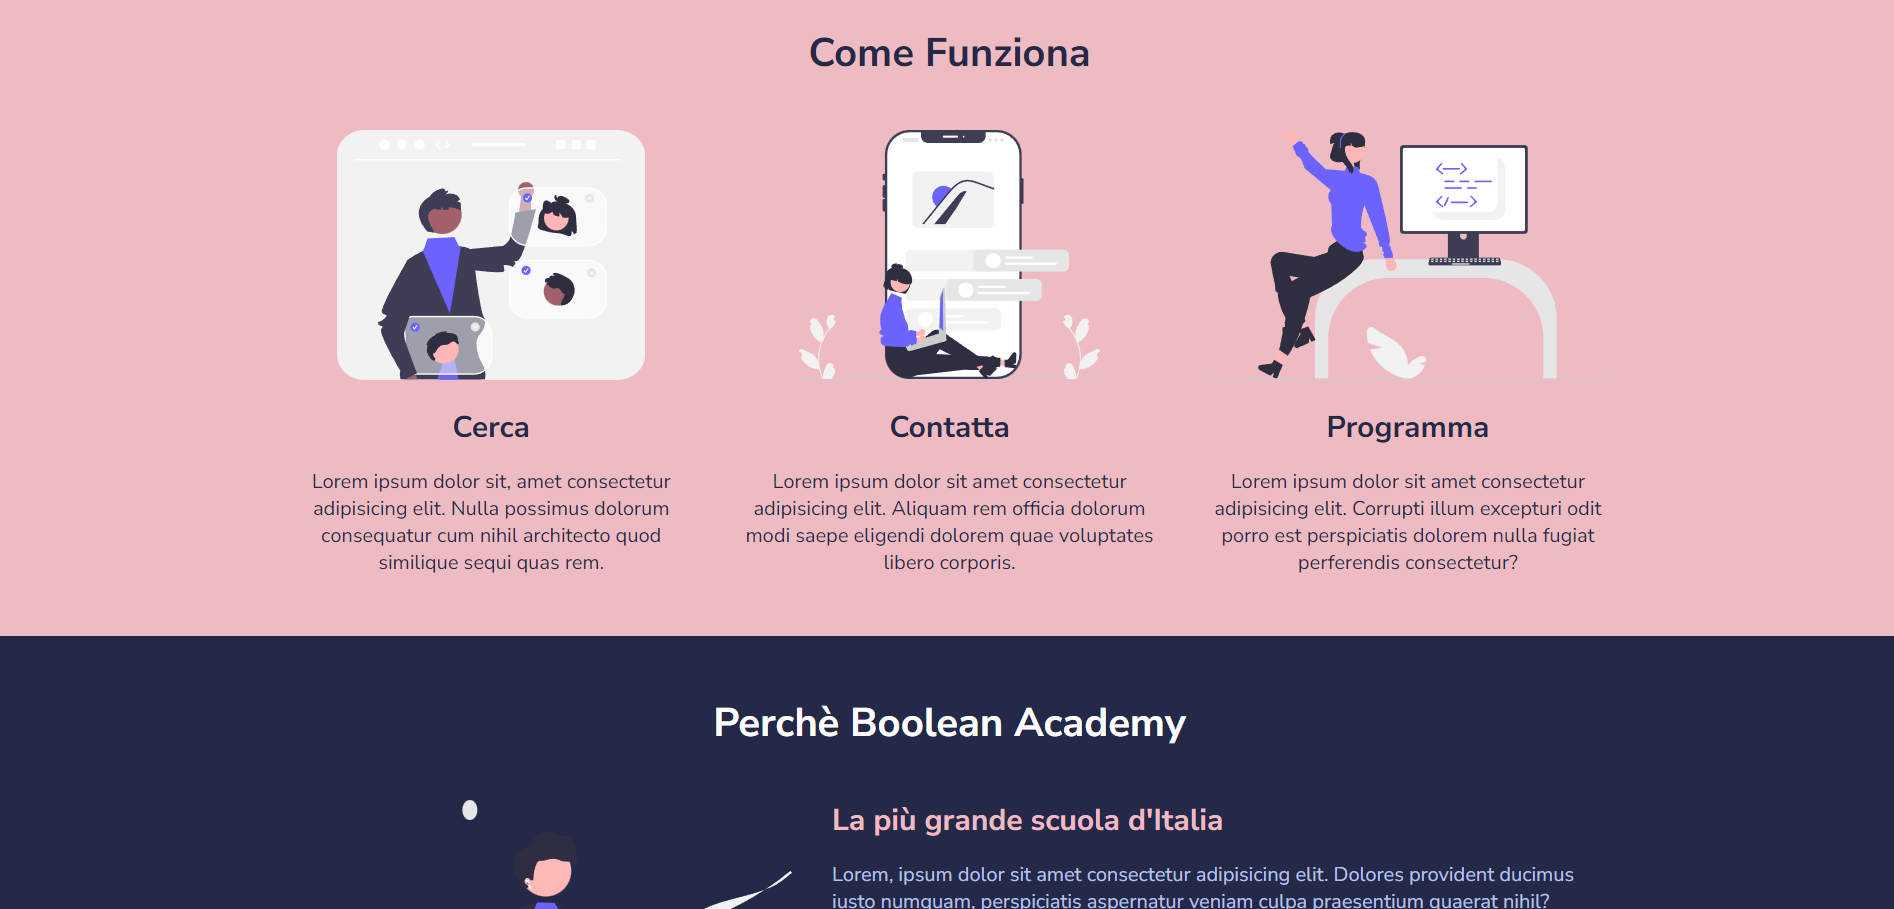 Come Funziona
Cerca
Lorem ipsum dolor sit, amet consectetur
adipisicing elit. Nulla possimus dolorum
consequatur cum nihil architecto quod
similique sequi quas rem.
Contatta
Lorem ipsum dolor sit amet consectetur
adipisicing elit. Aliquam rem officia dolorum
modi saepe eligendi dolorem quae voluptates
libero corporis.
Programma
Lorem ipsum dolor sit amet consectetur
adipisicing elit. Corrupti illum excepturi odit
porro est perspiciatis dolorem nulla fugiat
perferendis consectetur?
Perchè Boolean Academy
La più grande scuola d'Italia
Lorem, ipsum dolor sit amet consectetur adipisicing elit. Dolores provident ducimus
iusto numquam, perspiciatis aspernatur veniam culpa praesentium quaerat nihil?